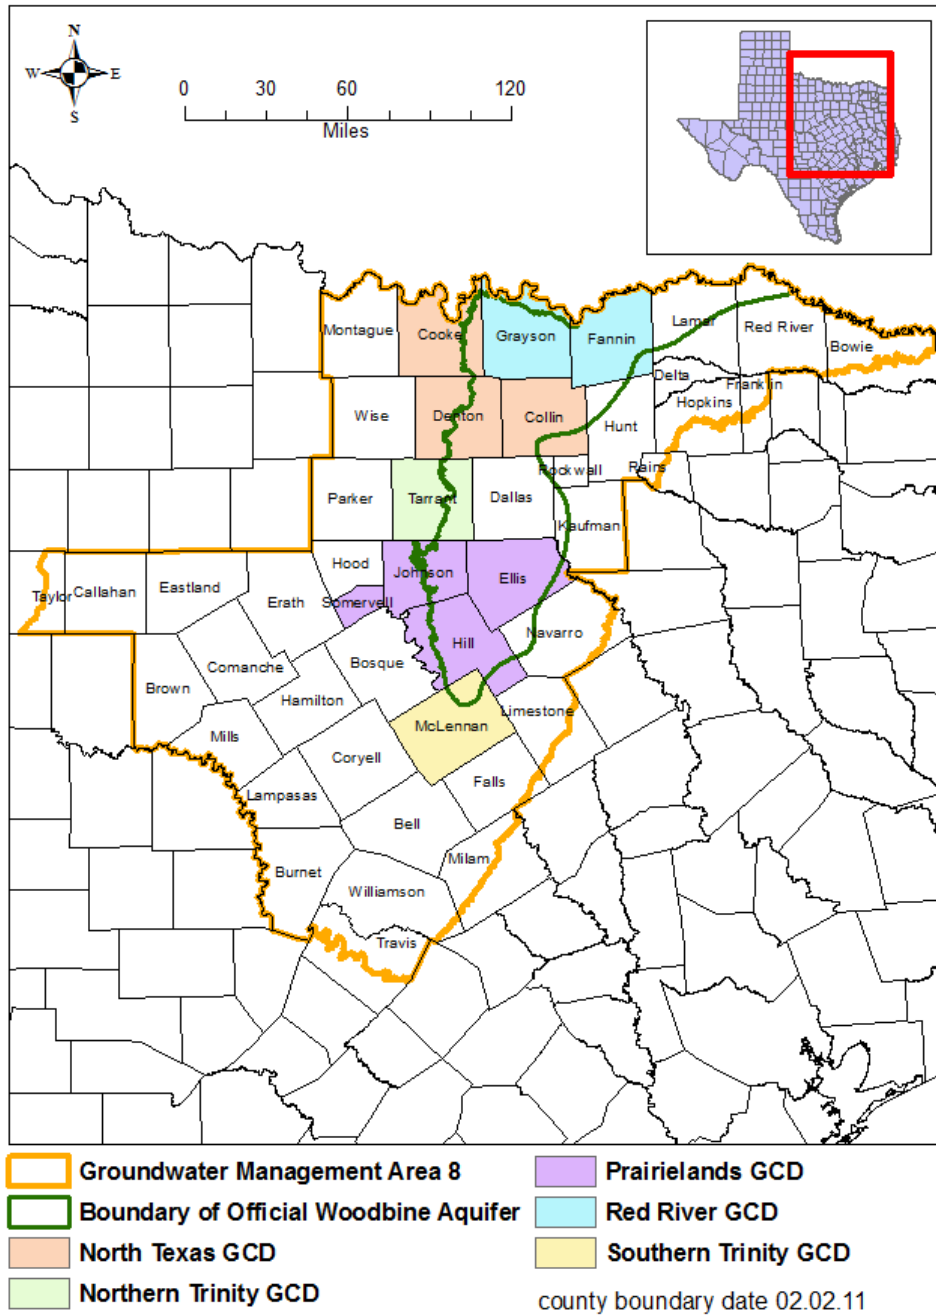 N
W E
S
0 30 60 120
Miles
Montague
Cooke
Grayson
Fannin
Lamar
Red River
Bowie
Delta
Franklin
Hopkins
Wise
Denton
Collin
Hunt
Rockwall
Rains
Parker
Tarrant
Dallas
Kaufman
Hood
Johnson
Ellis
Taylor
Callahan
Eastland
Erath
Somervell
Hill
Navarro
Bosque
Comanche
Brown
Hamilton
Limestone
McLennan
Mills
Coryell
Falls
Lampasas
Bell
Milam
Burnet
Williamson
Travis
Groundwater Management Area 8
Boundary of Official Woodbine Aquifer
North Texas GCD
Northern Trinity GCD
Prairielands GCD
Red River GCD
Southern Trinity GCD
county boundary date 02.02.11